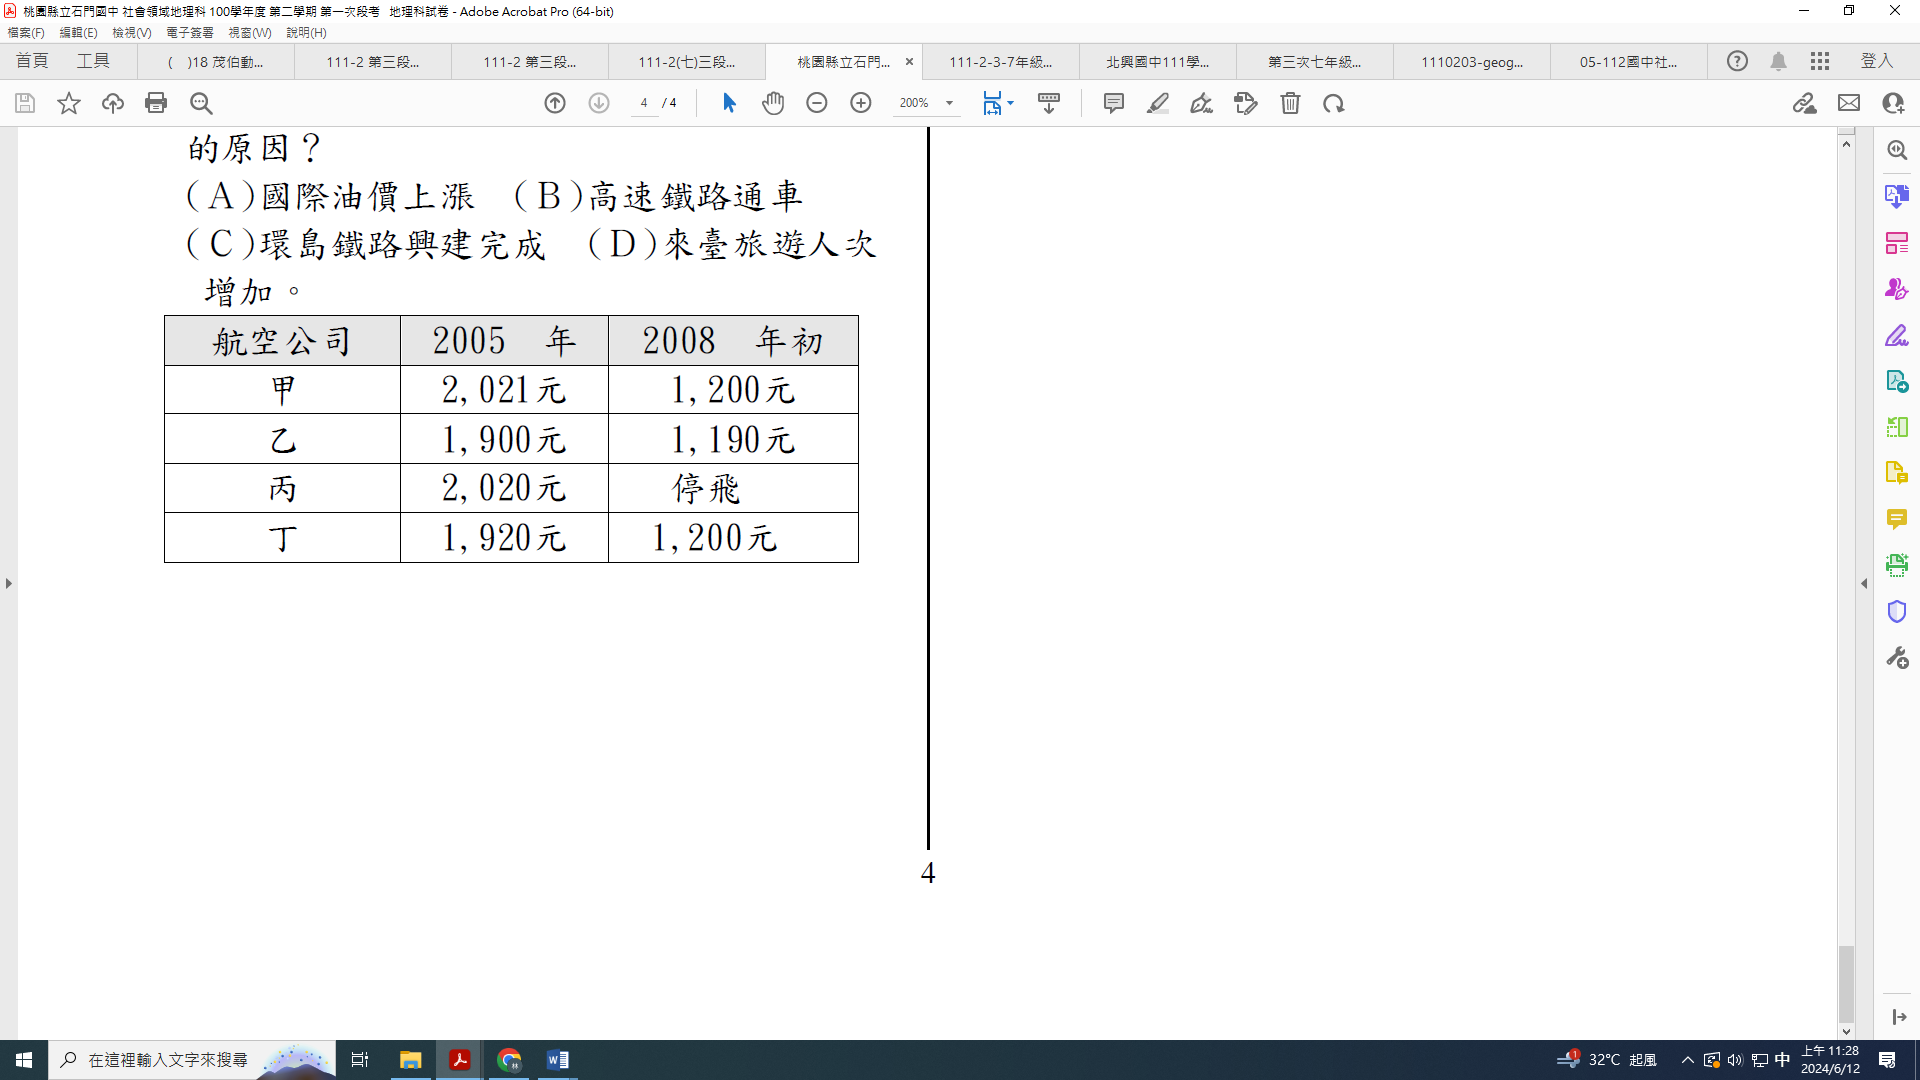 桃園縣立石門國中 社會領域地理科 100學年度 第二學期 第一次段考 地理科試卷 - Adobe Acrobat Pro (64-bit)
檔案(F) 編輯(E) 檢視(V) 電子簽署 視窗(W) 說明(H)
首頁 工具 ( )18 茂伯動... 111-2 第三段... 111-2 第三段... 111-2(七)三段... 桃園縣立石門... × 111-2-3-7年級... 北興國中111學... 第三次七年級... 1110203-geog... 05-112國中社... 登入
4 / 4 200%
的原因？
(A)國際油價上漲 (B)高速鐵路通車
(C)環島鐵路興建完成 (D)來臺旅遊人次
增加。
航空公司 2005 年 2008 年初
甲 2,021元 1,200元
乙 1,900元 1,190元
丙 2,020元 停飛
丁 1,920元 1,200元
4
在這裡輸入文字來搜尋
1 32°C 起風 中 上午 11:28
2024/6/12